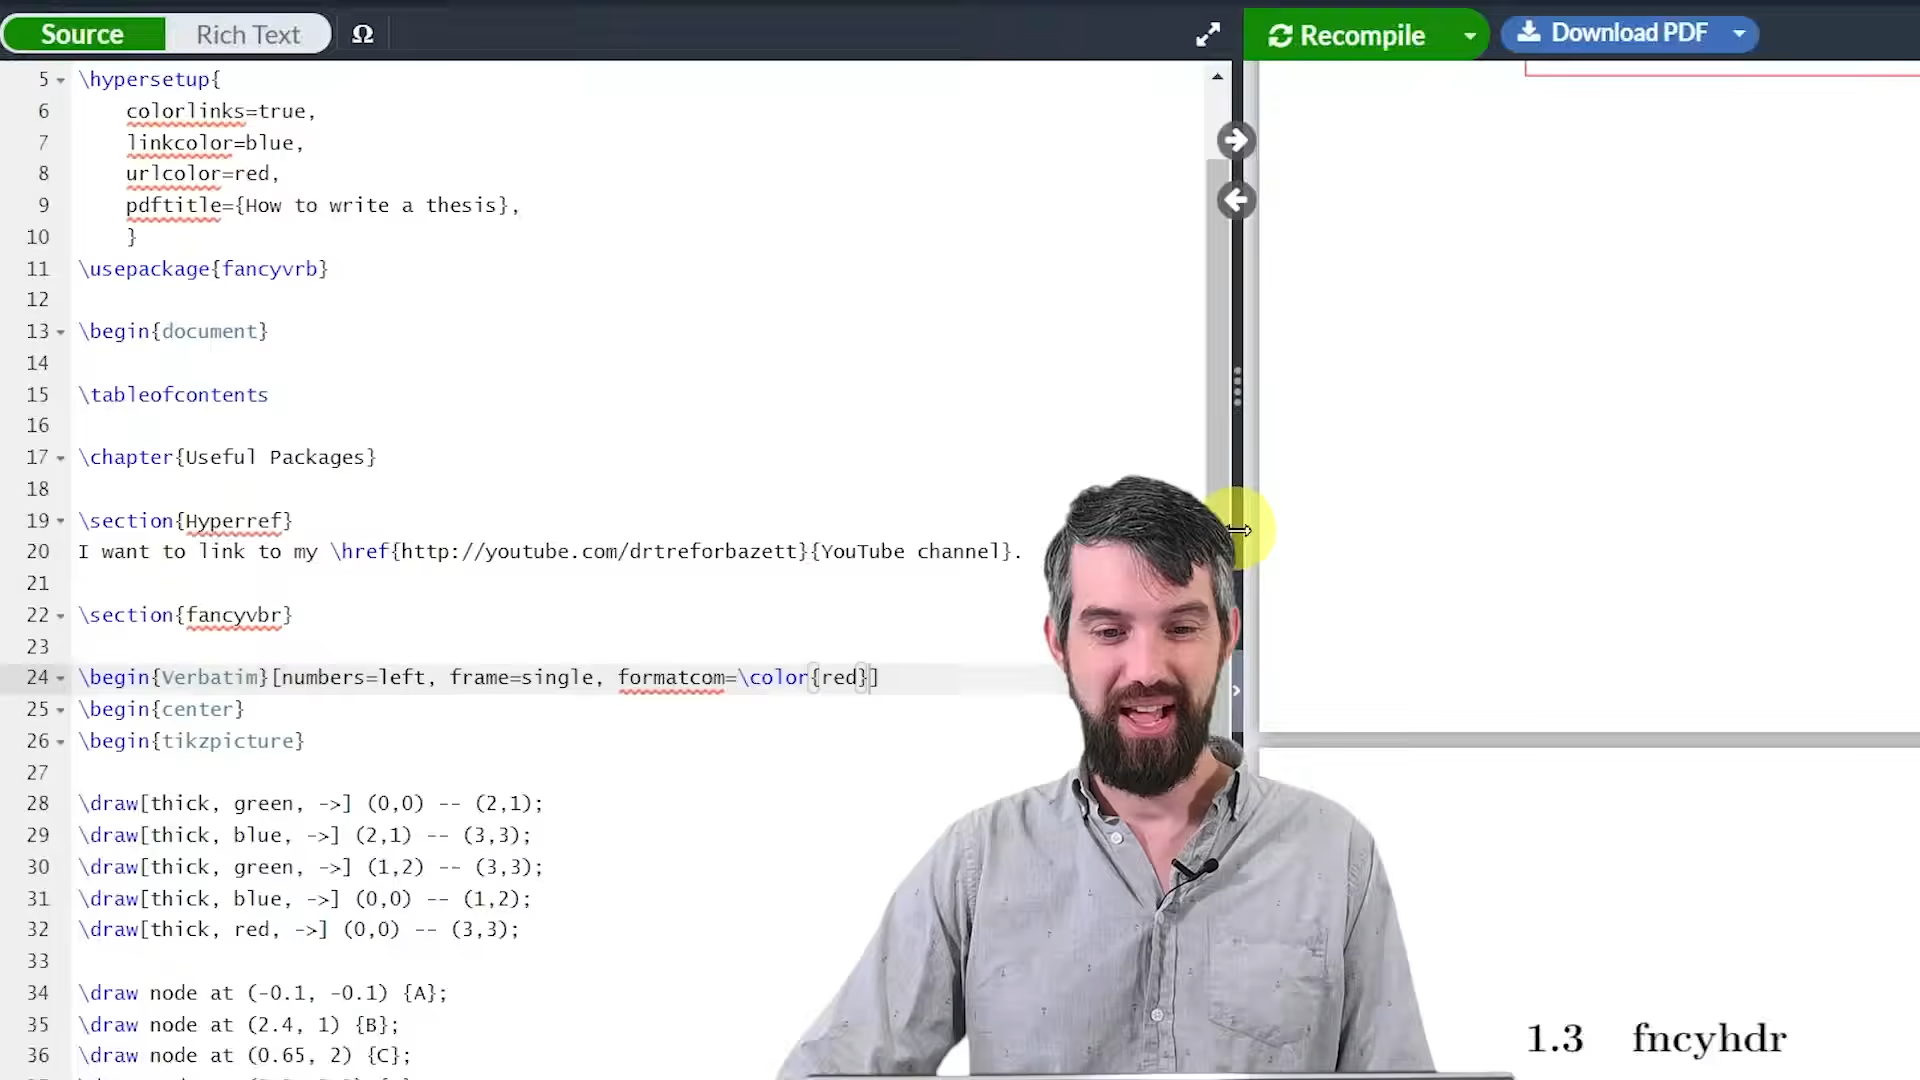 Source Rich Text Ω Recompile Download PDF
5 \hypersetup{
6 colorlinks=true,
7 linkcolor=blue,
8 urlcolor=red,
9 pdftitle={How to write a thesis},
10 }
11 \usepackage{fancyvrb}
12
13 \begin{document}
14
15 \tableofcontents
16
17 \chapter{Useful Packages}
18
19 \section{Hyperref}
20 I want to link to my \href{http://youtube.com/drtreforbazett}{YouTube channel}.
21
22 \section{fancyvbr}
23
24 \begin{Verbatim}[numbers=left, frame=single, formatcom=\color{red}]
25 \begin{center}
26 \begin{tikzpicture}
27
28 \draw[thick, green, ->] (0,0) -- (2,1);
29 \draw[thick, blue, ->] (2,1) -- (3,3);
30 \draw[thick, green, ->] (1,2) -- (3,3);
31 \draw[thick, blue, ->] (0,0) -- (1,2);
32 \draw[thick, red, ->] (0,0) -- (3,3);
33
34 \draw node at (-0.1, -0.1) {A};
35 \draw node at (2.4, 1) {B};
36 \draw node at (0.65, 2) {C};
1.3 fncyhdr